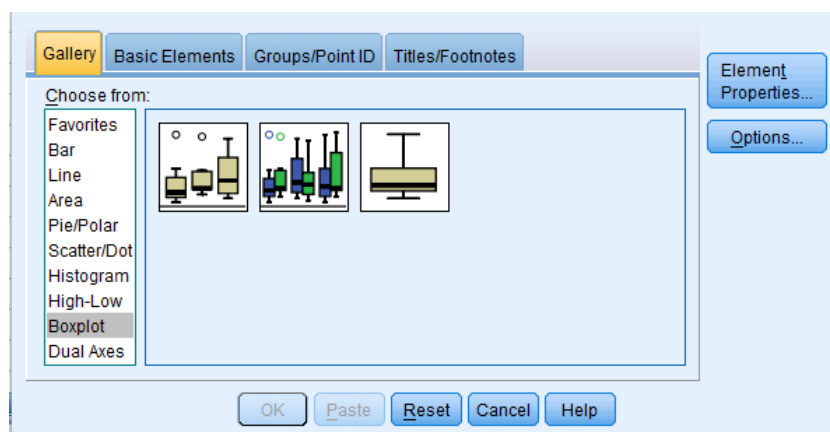 Gallery Basic Elements Groups/Point ID Titles/Footnotes
Choose from:
Favorites
Bar
Line
Area
Pie/Polar
Scatter/Dot
Histogram
High-Low
Boxplot
Dual Axes
Element
Properties...
Options...
OK Paste Reset Cancel Help